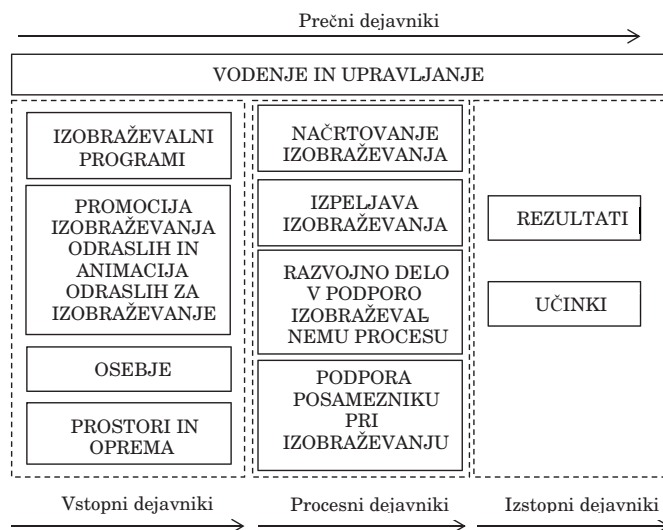 Prečni dejavniki
VODENJE IN UPRAVLJANJE
IZOBRAŽEVALNI
PROGRAMI
PROMOCIJA
IZOBRAŽEVANJA
ODRASLIH IN
ANIMACIJA
ODRASLIH ZA
IZOBRAŽEVANJE
OSEBJE
PROSTORI IN
OPREMA
NAČRTOVANJE
IZOBRAŽEVANJA
IZPELJAVA
IZOBRAŽEVANJA
RAZVOJNO DELO
V PODPORO
IZOBRAŽEVAL-
NEMU PROCESU
PODPORA
POSAMEZNIKU
PRI
IZOBRAŽEVANJU
REZULTATI
UČINKI
Vstopni dejavniki
Procesni dejavniki
Izstopni dejavniki